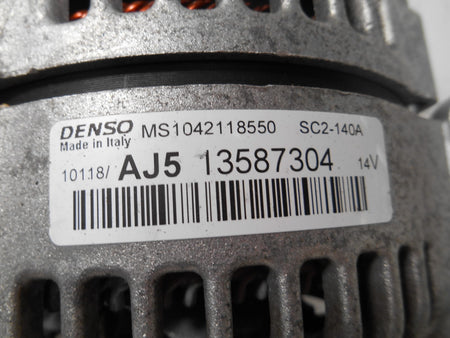 DENSO MS1042118550 SC2-140A
Made in Italy
10118/ AJ5 13587304 14V